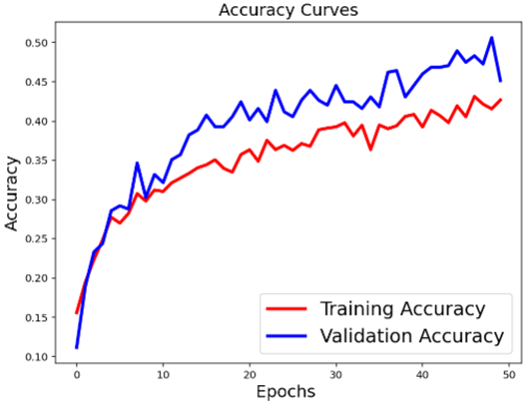 Accuracy Curves
0.50
0.45
0.40
0.35
0.30
0.25
0.20
0.15
0.10
Accuracy
Training Accuracy
Validation Accuracy
0 10 20 30 40 50
Epochs